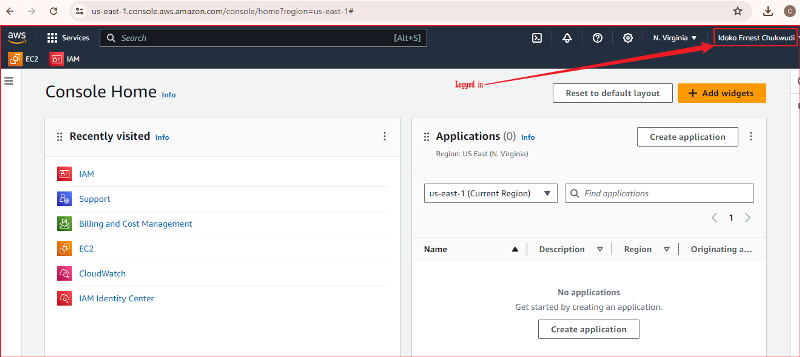 us-east-1.console.aws.amazon.com/console/home?region=us-east-1#
C
aws
Services
Search
[Alt+S]
N. Virginia
Idoko Ernest Chukwudi
EC2
IAM
Logged in
Console Home Info
Reset to default layout
+ Add widgets
Recently visited Info
IAM
Support
Billing and Cost Management
EC2
CloudWatch
IAM Identity Center
Applications (0) Info
Region: US East (N. Virginia)
Create application
us-east-1 (Current Region)
Find applications
1
Name
Description
Region
Originating a...
No applications
Get started by creating an application.
Create application